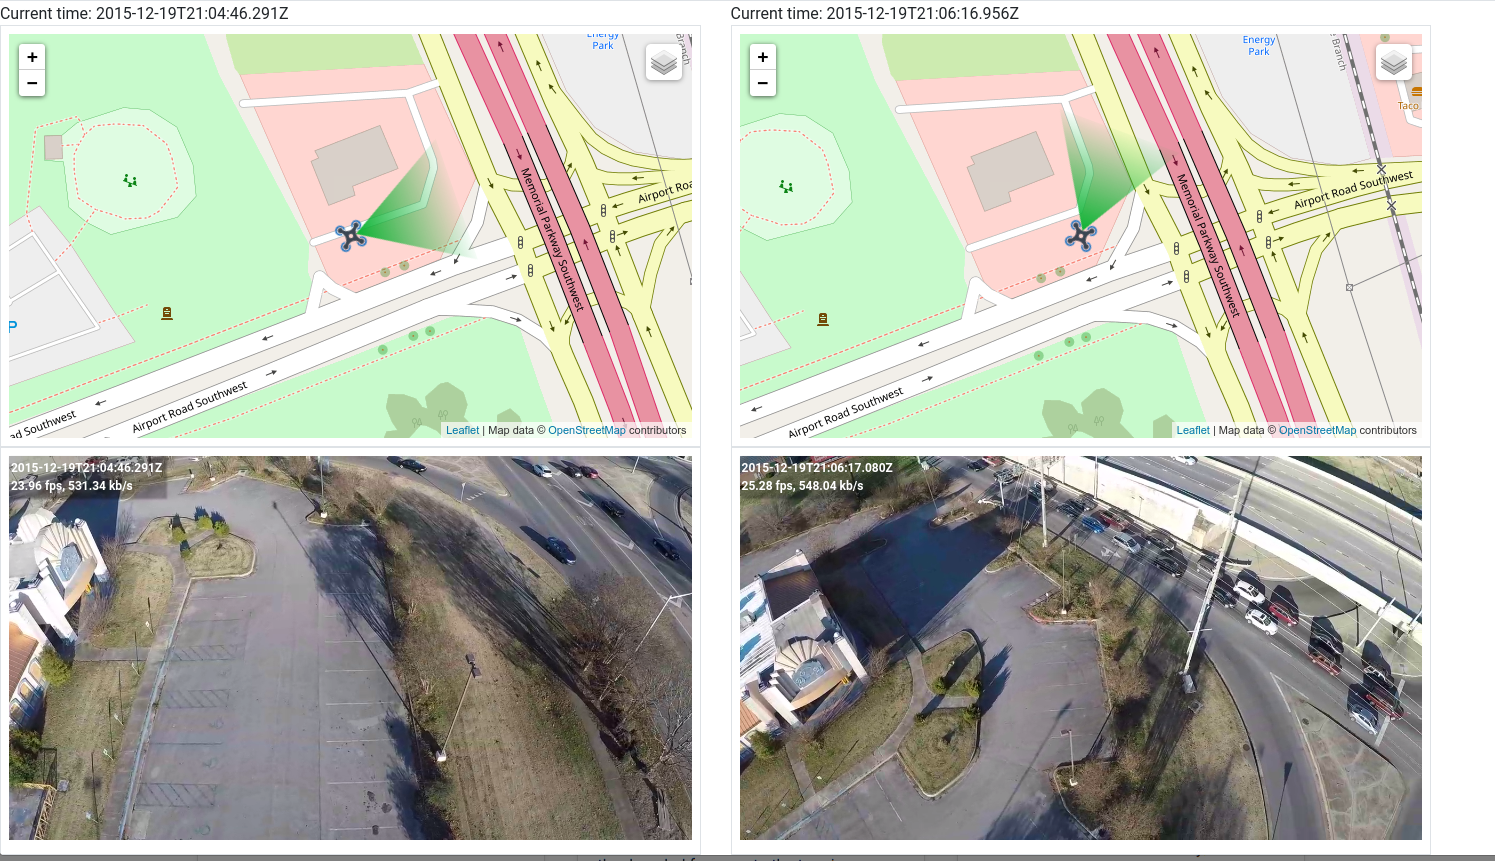 Current time: 2015-12-19T21:04:46.291Z
+
−
Energy
Park
Branch
Memorial Parkway Southwest
Airport Roa
P
ad Southwest
Airport Road Southwest
Leaflet | Map data © OpenStreetMap contributors
2015-12-19T21:04:46.291Z
23.96 fps, 531.34 kb/s
Current time: 2015-12-19T21:06:16.956Z
+
−
Energy
Park
e Branch
Taco
Memorial Parkway Southwest
Airport Road Southwest
Airport Road Southwest
Leaflet | Map data © OpenStreetMap contributors
2015-12-19T21:06:17.080Z
25.28 fps, 548.04 kb/s